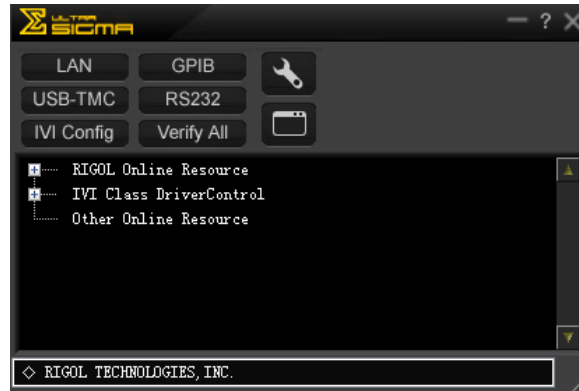 ULTRA
SIGMA
?
LAN GPIB
USB-TMC RS232
IVI Config Verify All
RIGOL Online Resource
IVI Class DriverControl
Other Online Resource
RIGOL TECHNOLOGIES, INC.